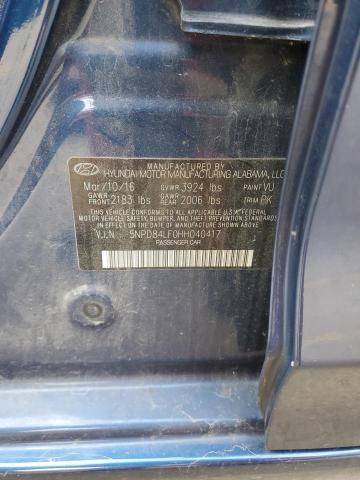 MANUFACTURED BY
HYUNDAI MOTOR MANUFACTURING ALABAMA, LLC
Mar/10/16 GVWR 3924 lbs PAINT VU
GAWR FRONT 2183 lbs GAWR REAR 2006 lbs TRIM PK
THIS VEHICLE CONFORMS TO ALL APPLICABLE U.S.A. FEDERAL
MOTOR VEHICLE SAFETY, BUMPER, AND THEFT PREVENTION STANDARDS
IN EFFECT ON THE DATE OF MANUFACTURE SHOWN ABOVE.
V.I.N 5NPD84LF0HH040417
PASSENGER CAR